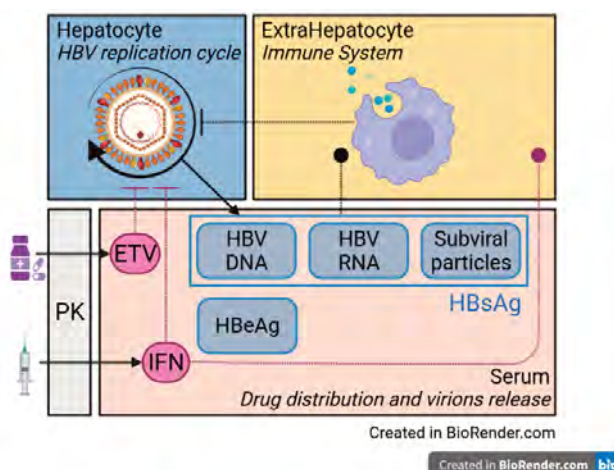 Hepatocyte
HBV replication cycle
ExtraHepatocyte
Immune System
ETV
HBV
DNA
HBV
RNA
Subviral
particles
HBsAg
PK
HBeAg
IFN
Serum
Drug distribution and virions release
Created in BioRender.com
Created in BioRender.com